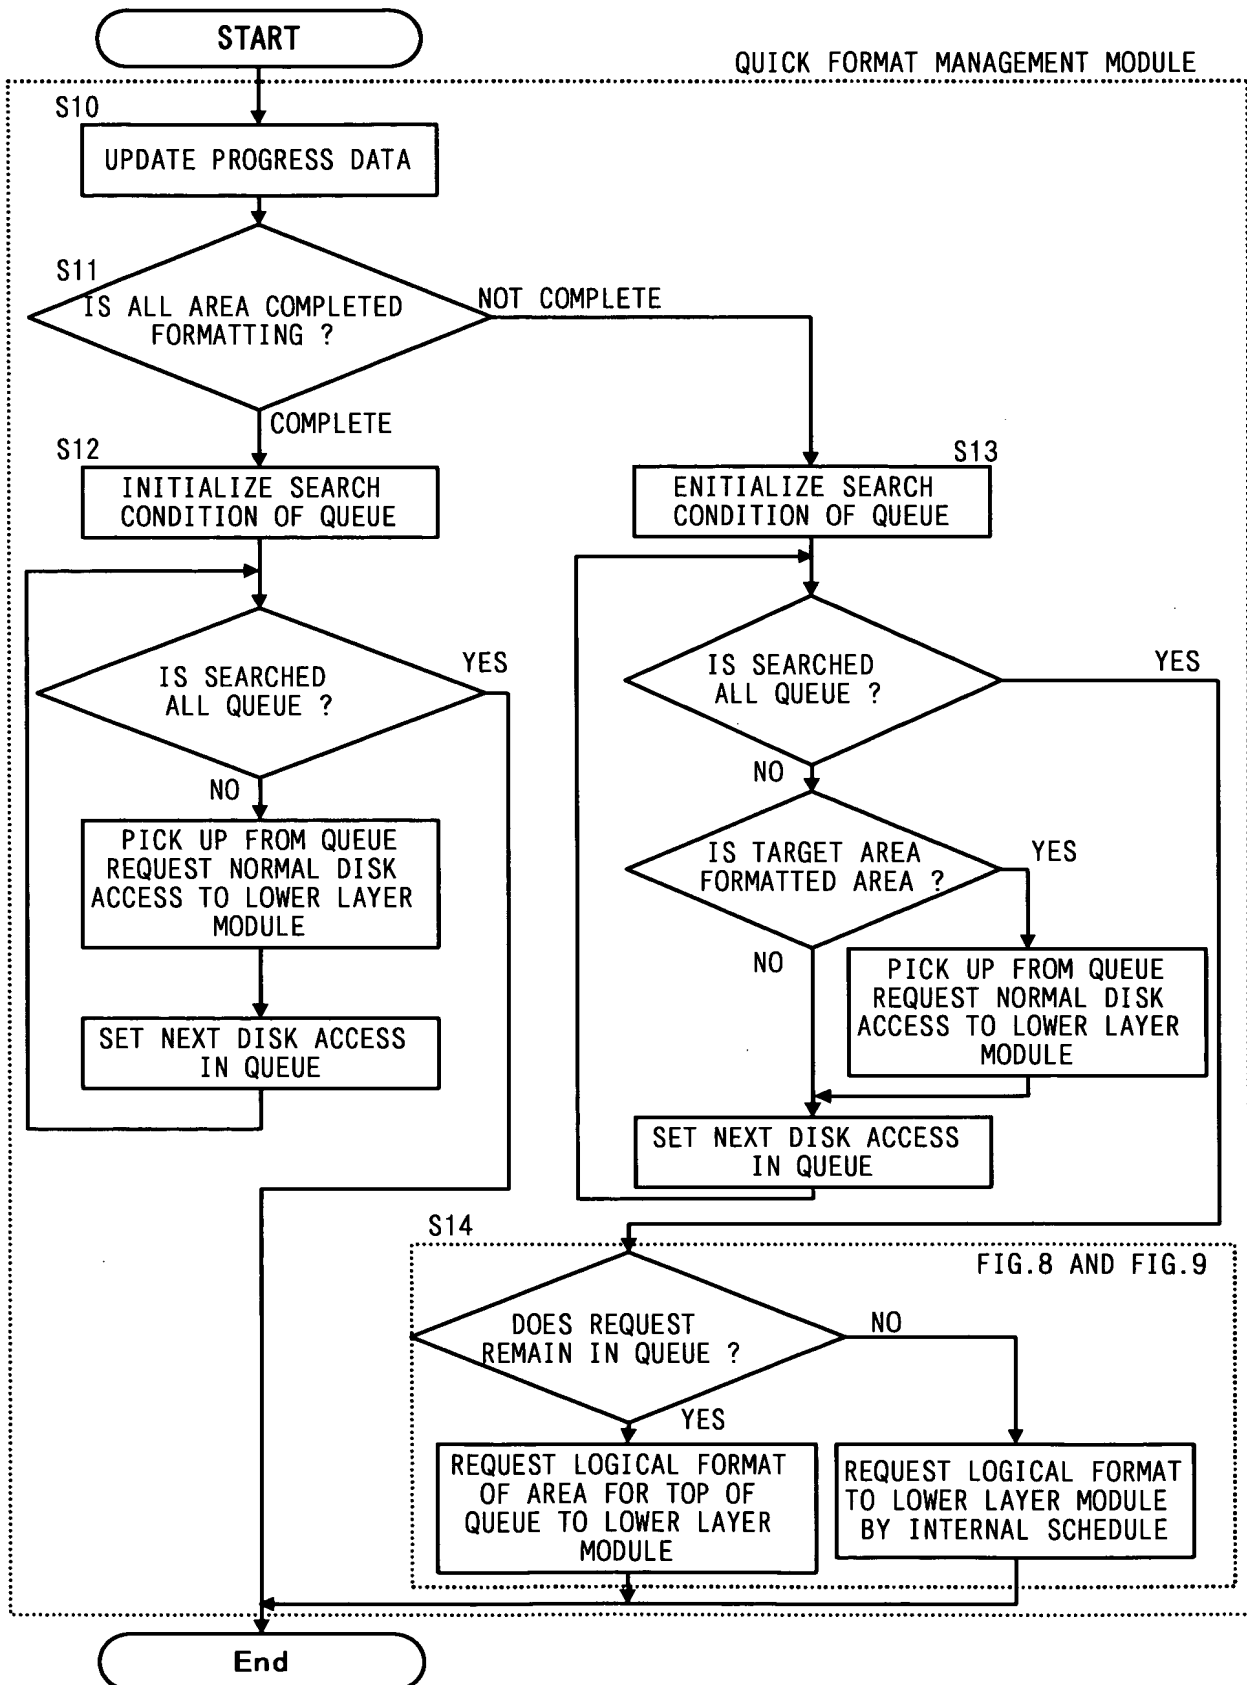 START
QUICK FORMAT MANAGEMENT MODULE
S10
UPDATE PROGRESS DATA
S11
IS ALL AREA COMPLETED
FORMATTING ?
NOT COMPLETE
COMPLETE
S12
INITIALIZE SEARCH
CONDITION OF QUEUE
S13
ENITIALIZE SEARCH
CONDITION OF QUEUE
IS SEARCHED
ALL QUEUE ?
YES
NO
PICK UP FROM QUEUE
REQUEST NORMAL DISK
ACCESS TO LOWER LAYER
MODULE
SET NEXT DISK ACCESS
IN QUEUE
IS SEARCHED
ALL QUEUE ?
YES
NO
IS TARGET AREA
FORMATTED AREA ?
YES
NO
PICK UP FROM QUEUE
REQUEST NORMAL DISK
ACCESS TO LOWER LAYER
MODULE
SET NEXT DISK ACCESS
IN QUEUE
S14
FIG.8 AND FIG.9
DOES REQUEST
REMAIN IN QUEUE ?
NO
YES
REQUEST LOGICAL FORMAT
OF AREA FOR TOP OF
QUEUE TO LOWER LAYER
MODULE
REQUEST LOGICAL FORMAT
TO LOWER LAYER MODULE
BY INTERNAL SCHEDULE
End